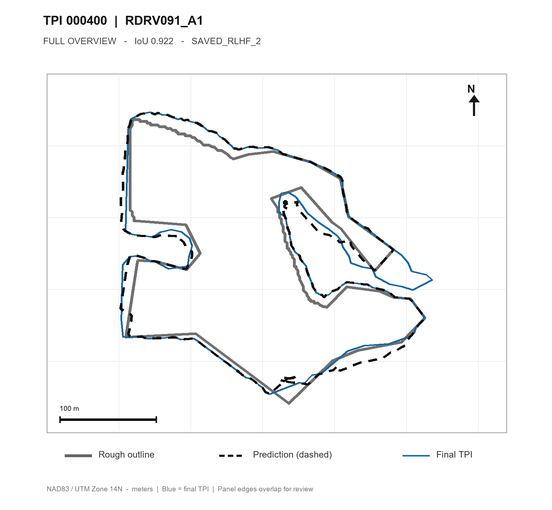 TPI 000400 | RDRV091_A1
FULL OVERVIEW - IoU 0.922 - SAVED_RLHF_2
N
100 m
Rough outline
Prediction (dashed)
Final TPI
NAD83 / UTM Zone 14N - meters | Blue = final TPI | Panel edges overlap for review